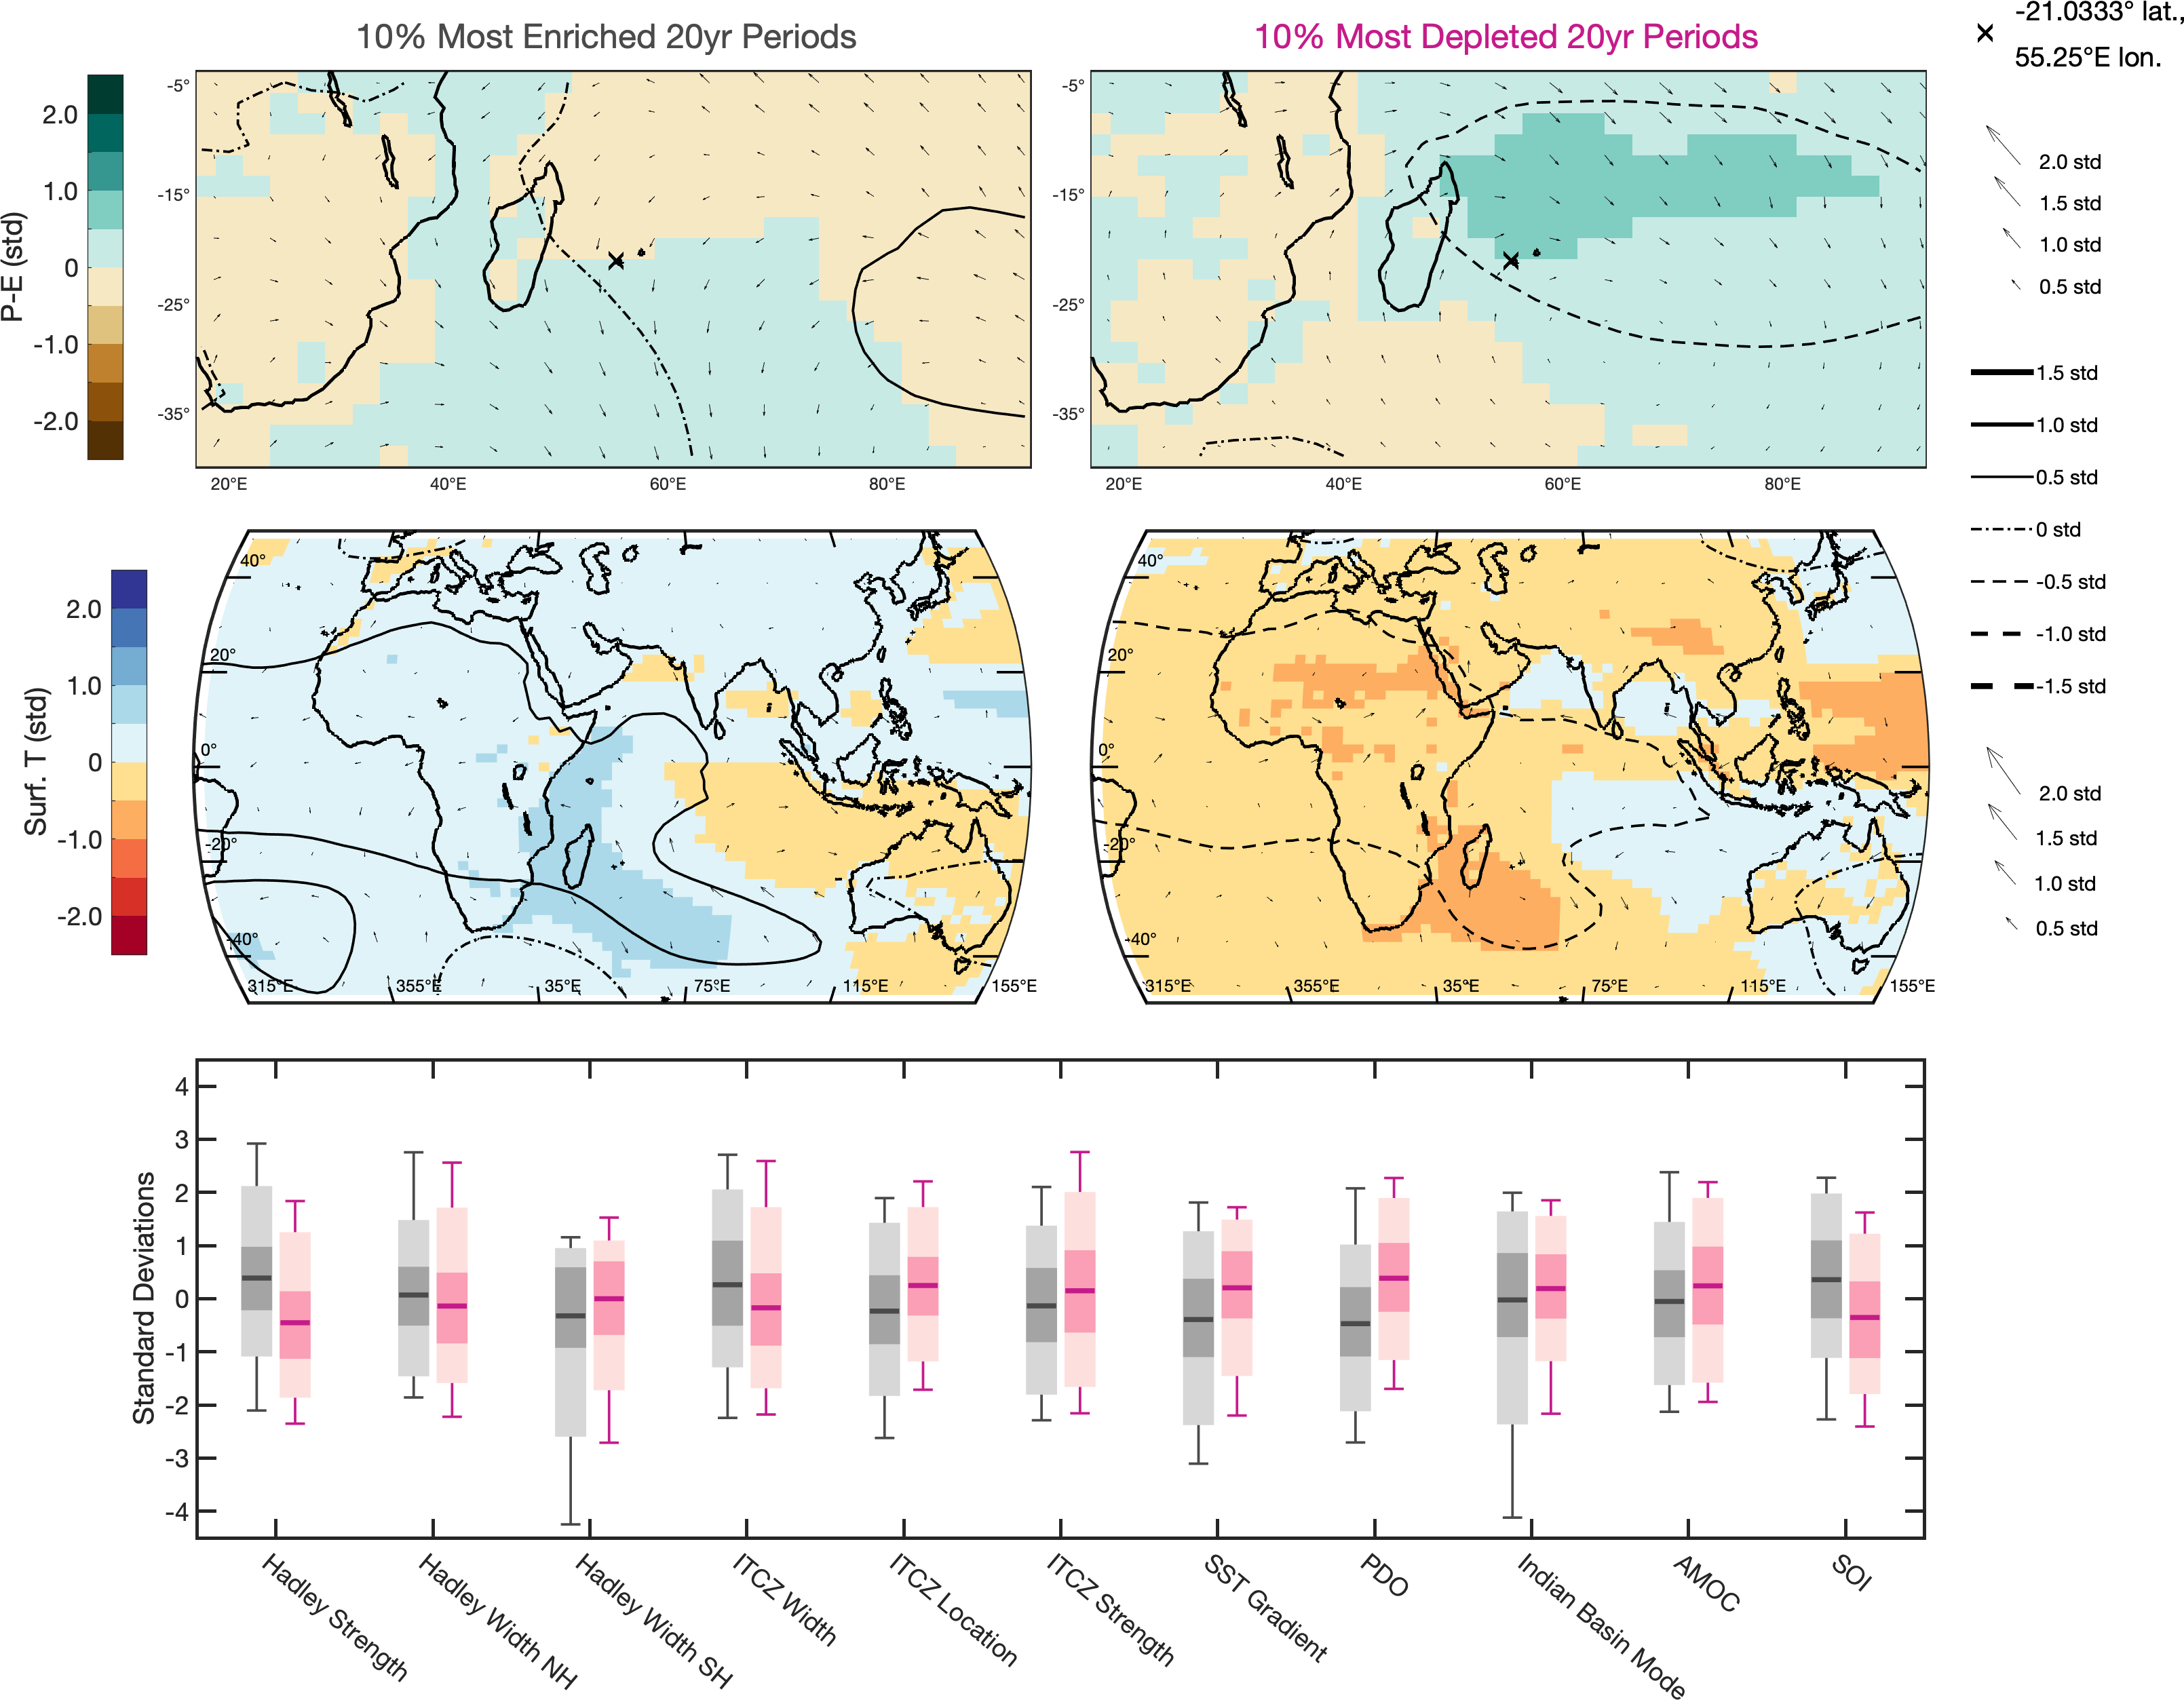 10% Most Enriched 20yr Periods
10% Most Depleted 20yr Periods
-21.0333° lat.,
55.25°E lon.
P-E (std)
2.0
1.0
0
-1.0
-2.0
-5°
-15°
-25°
-35°
20°E
40°E
60°E
80°E
-5°
-15°
-25°
-35°
20°E
40°E
60°E
80°E
2.0 std
1.5 std
1.0 std
0.5 std
1.5 std
1.0 std
0.5 std
0 std
-0.5 std
-1.0 std
-1.5 std
Surf. T (std)
2.0
1.0
0
-1.0
-2.0
40°
20°
0°
-20°
-40°
315°E
355°E
35°E
75°E
115°E
155°E
40°
20°
0°
-20°
-40°
315°E
355°E
35°E
75°E
115°E
155°E
2.0 std
1.5 std
1.0 std
0.5 std
Standard Deviations
4
3
2
1
0
-1
-2
-3
-4
Hadley Strength
Hadley Width NH
Hadley Width SH
ITCZ Width
ITCZ Location
ITCZ Strength
SST Gradient
PDO
Indian Basin Mode
AMOC
SOI